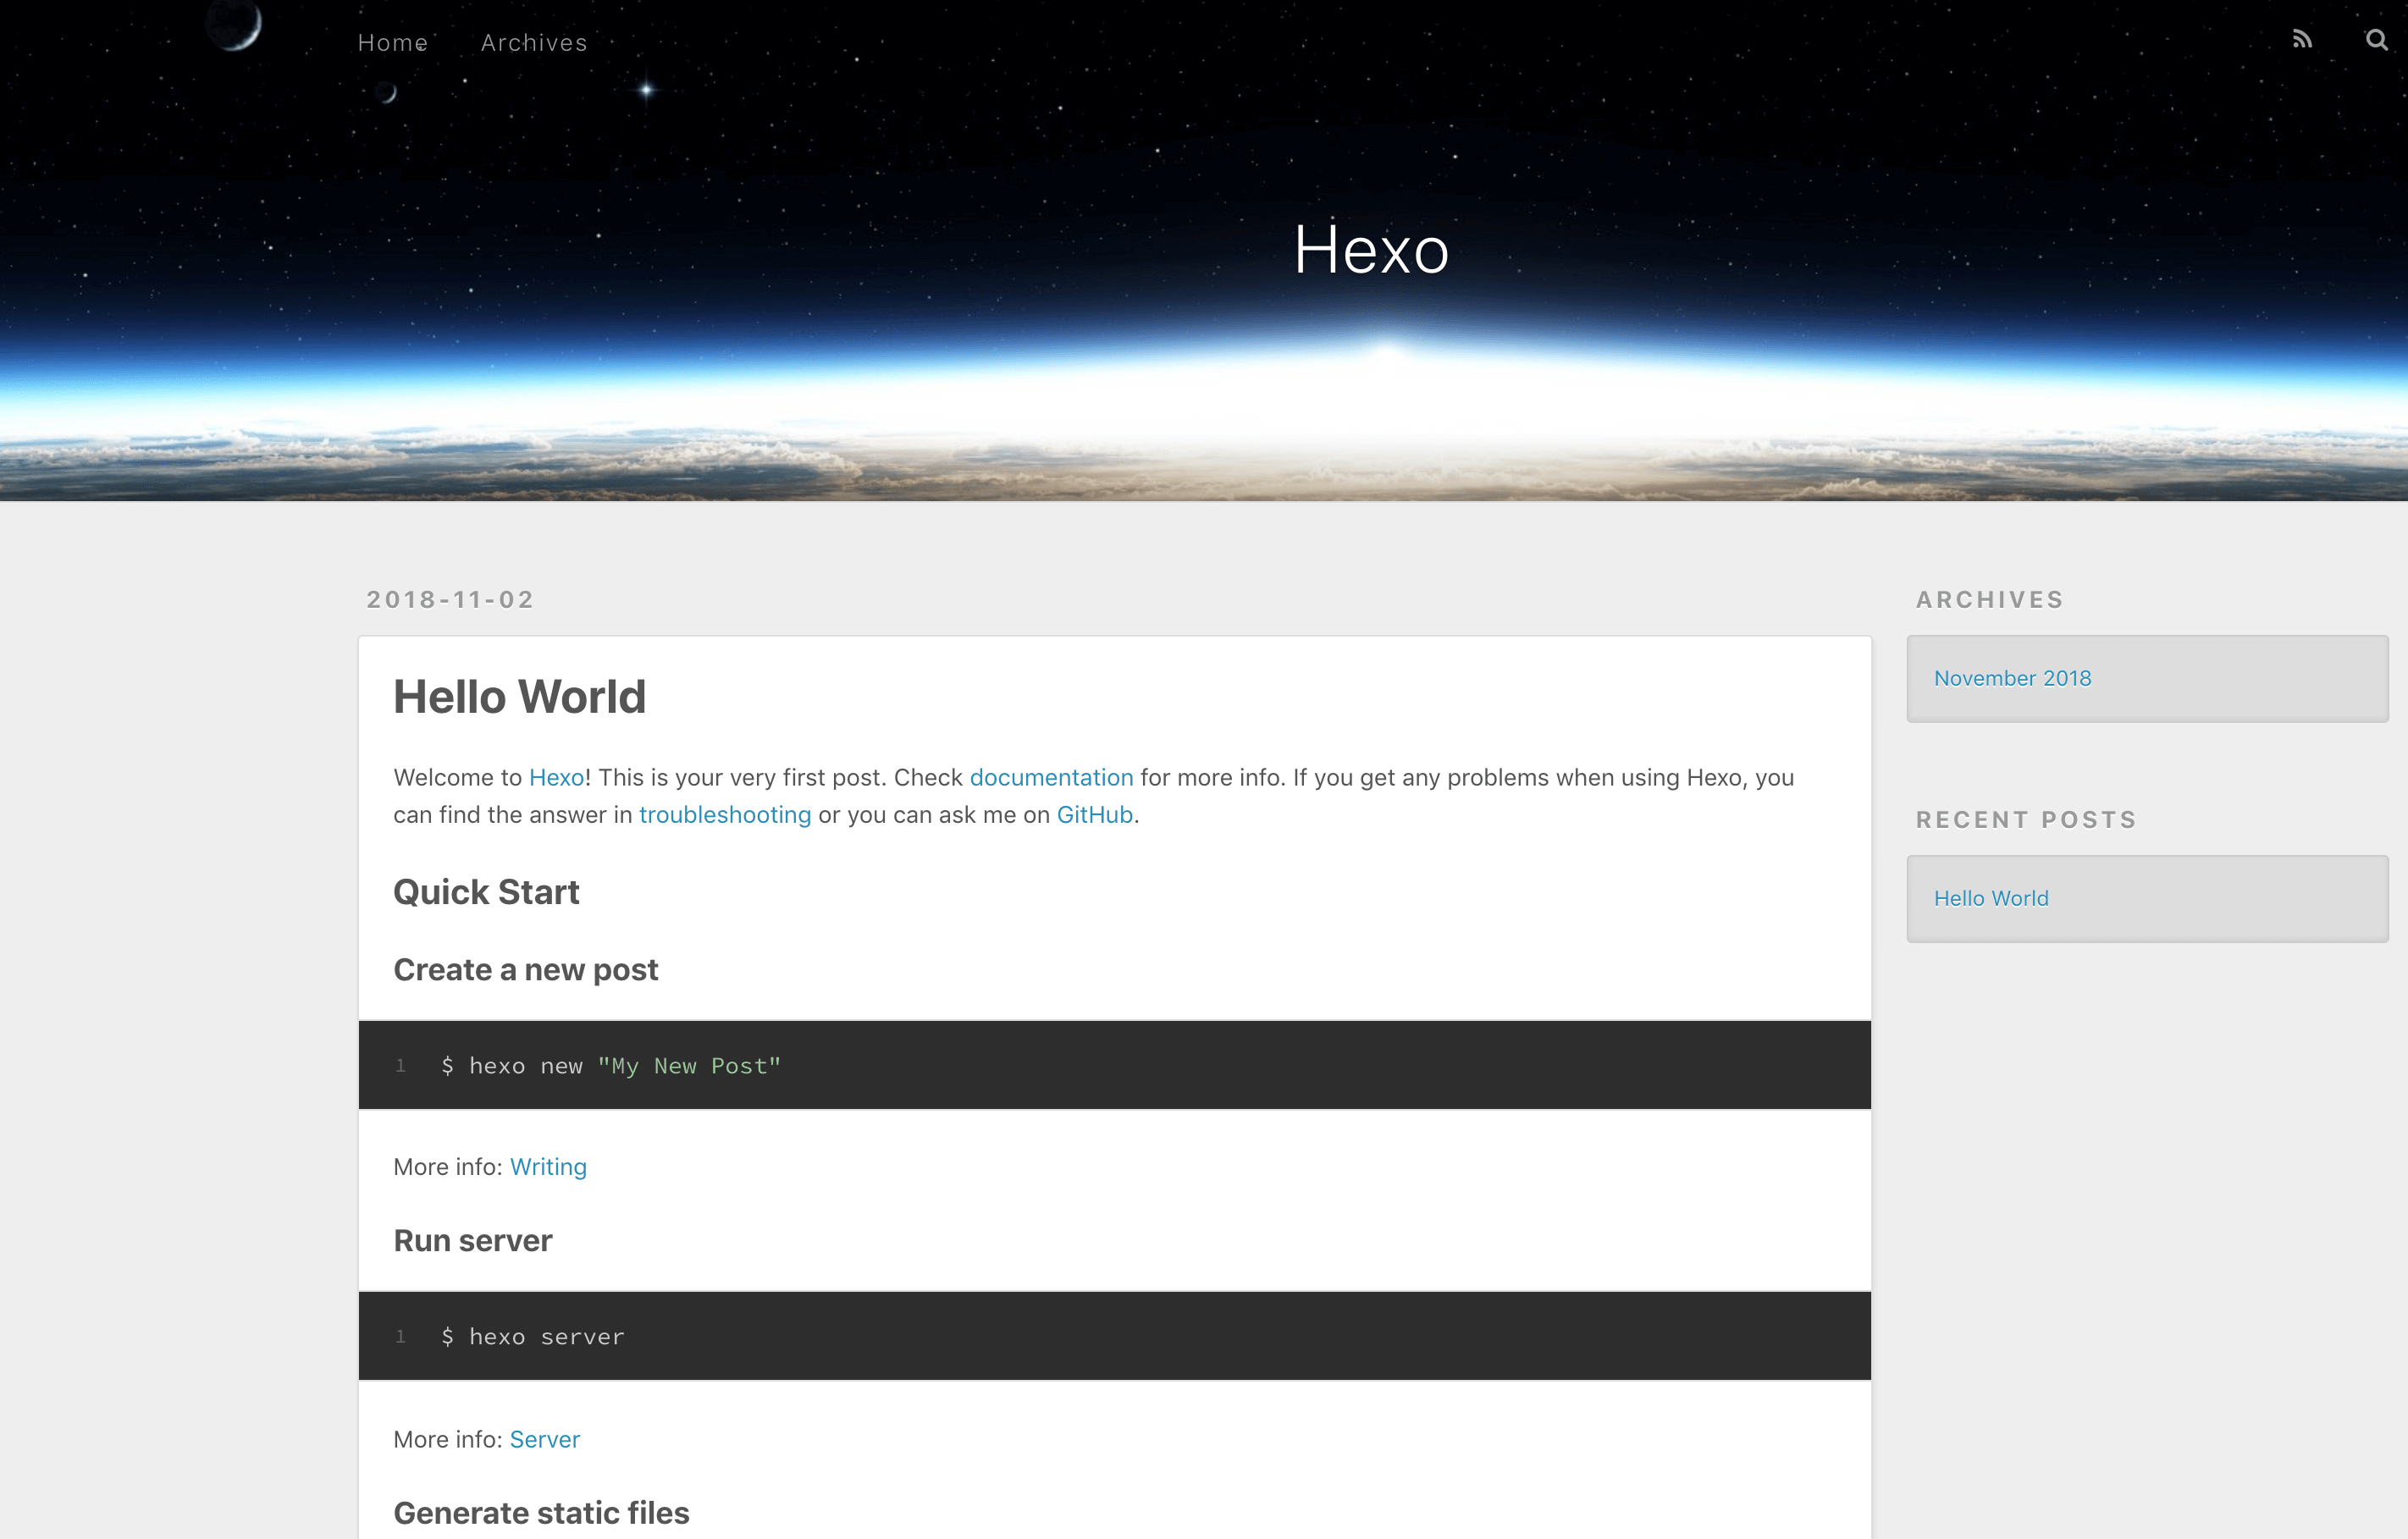 Home Archives
Hexo
2018-11-02
Hello World
Welcome to Hexo! This is your very first post. Check documentation for more info. If you get any problems when using Hexo, you
can find the answer in troubleshooting or you can ask me on GitHub.
Quick Start
Create a new post
1 $ hexo new "My New Post"
More info: Writing
Run server
1 $ hexo server
More info: Server
Generate static files
ARCHIVES
November 2018
RECENT POSTS
Hello World